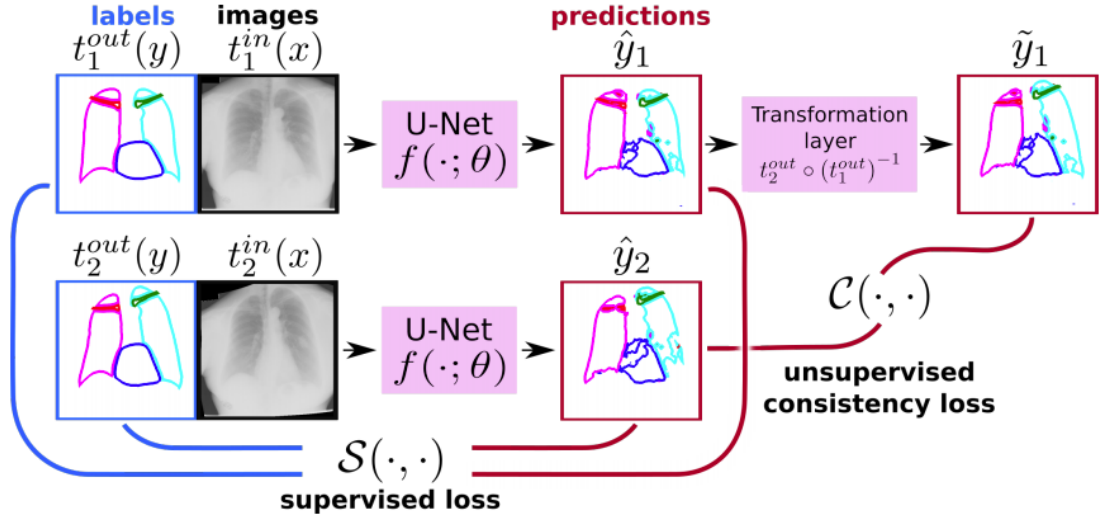 labels images predictions
t_1^{out}(y) t_1^{in}(x) ŷ_1 ỹ_1
U-Net
f(·; θ)
Transformation
layer
t_2^{out} ∘ (t_1^{out})^{-1}
t_2^{out}(y) t_2^{in}(x) ŷ_2
U-Net
f(·; θ)
C(·, ·)
unsupervised
consistency loss
S(·, ·)
supervised loss